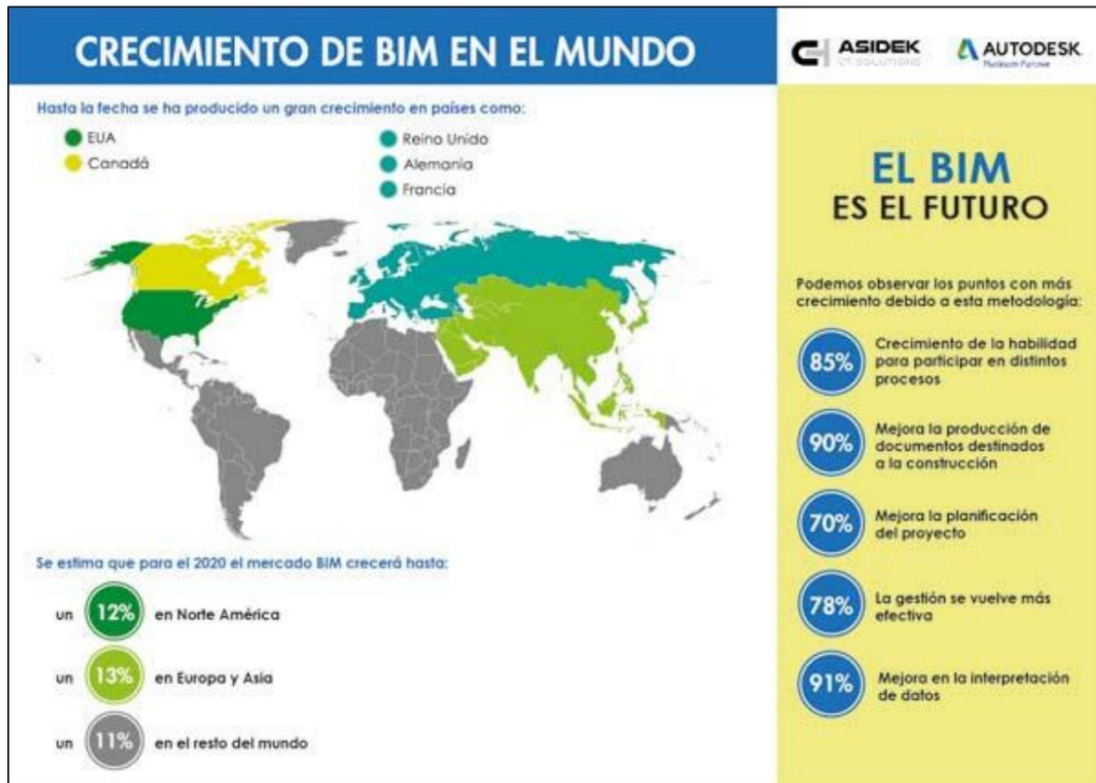 CRECIMIENTO DE BIM EN EL MUNDO
ASIDEK
CT SOLUTIONS
AUTODESK
Platinum Partner
Hasta la fecha se ha producido un gran crecimiento en países como:
EUA
Canadá
Reino Unido
Alemania
Francia
Se estima que para el 2020 el mercado BIM crecerá hasta:
un 12% en Norte América
un 13% en Europa y Asia
un 11% en el resto del mundo
EL BIM
ES EL FUTURO
Podemos observar los puntos con más
crecimiento debido a esta metodología:
85%
Crecimiento de la habilidad
para participar en distintos
procesos
90%
Mejora la producción de
documentos destinados
a la construcción
70%
Mejora la planificación
del proyecto
78%
La gestión se vuelve más
efectiva
91%
Mejora en la interpretación
de datos